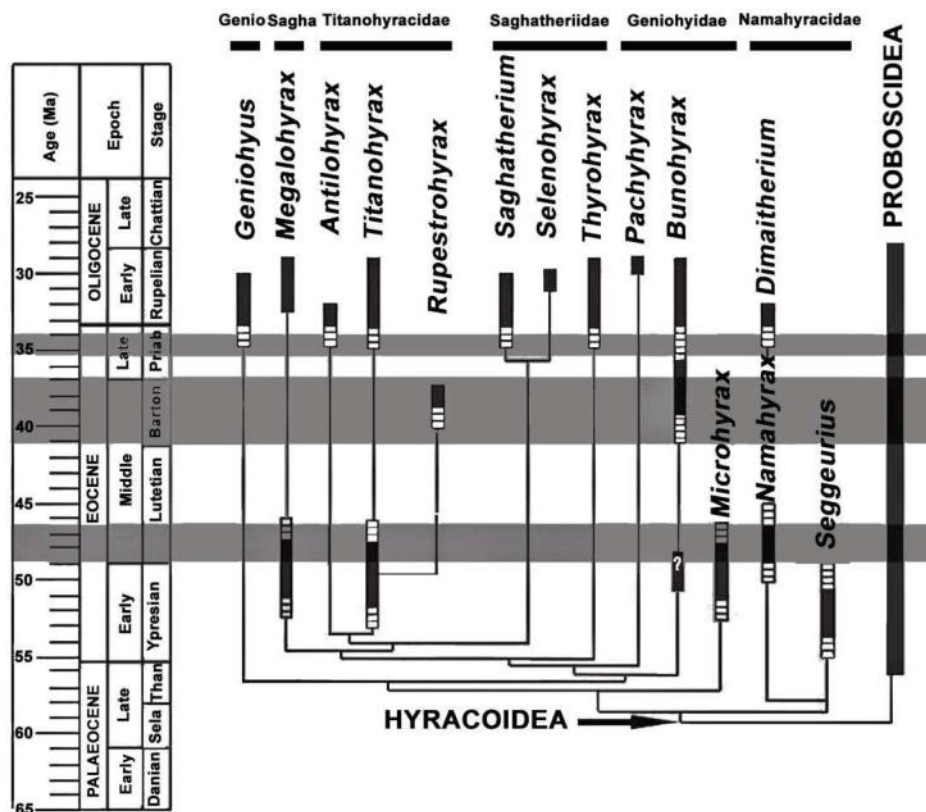 Genio Sagha Titanohyracidae Saghatheriidae Geniohyidae Namahyracidae
Age (Ma)
Epoch
Stage
Geniohyus
Megalohyrax
Antilohyrax
Titanohyrax
Rupestrohyrax
Saghatherium
Selenohyrax
Thyrohyrax
Pachyhyrax
Bunohyrax
Microhyrax
Dimaitherium
Namahyrax
Seggeurius
PROBOSCIDEA
25
30
35
40
45
50
55
60
65
OLIGOCENE
EOCENE
PALAEOCENE
Late
Early
Late
Middle
Early
Late
Early
Chattian
Rupelian
Priab
Barton
Lutetian
Ypresian
Than
Sela
Danian
?
HYRACOIDEA